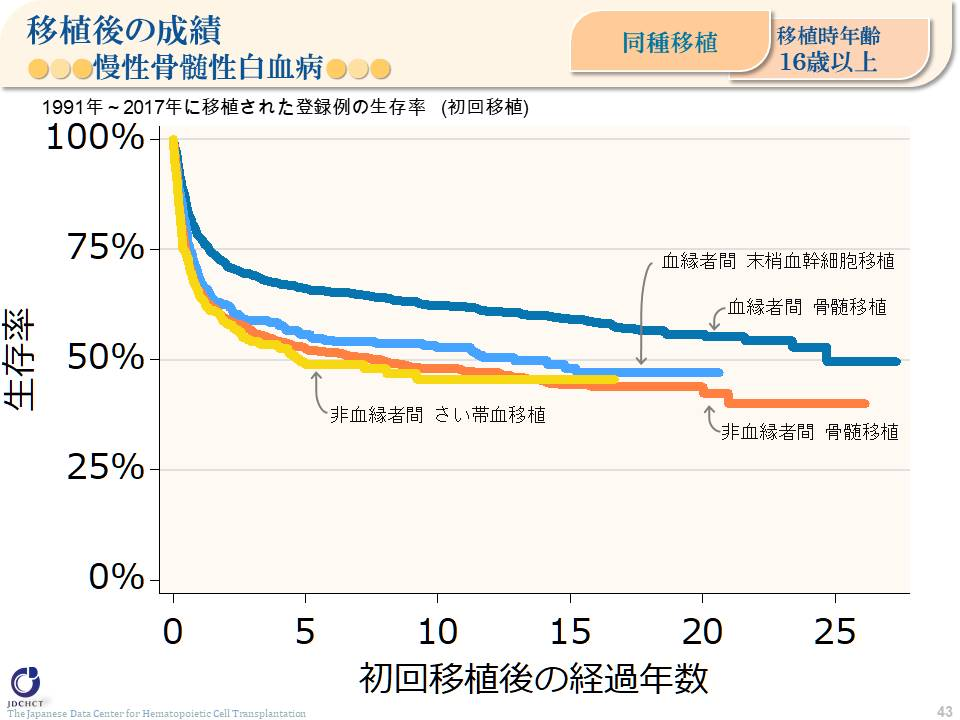 移植後の成績
慢性骨髄性白血病
同種移植
移植時年齢
16歳以上
1991年～2017年に移植された登録例の生存率 (初回移植)
100%
75%
50%
25%
0%
生存率
血縁者間 末梢血幹細胞移植
血縁者間 骨髄移植
非血縁者間 さい帯血移植
非血縁者間 骨髄移植
0 5 10 15 20 25
初回移植後の経過年数
JDCHCT
The Japanese Data Center for Hematopoietic Cell Transplantation
43